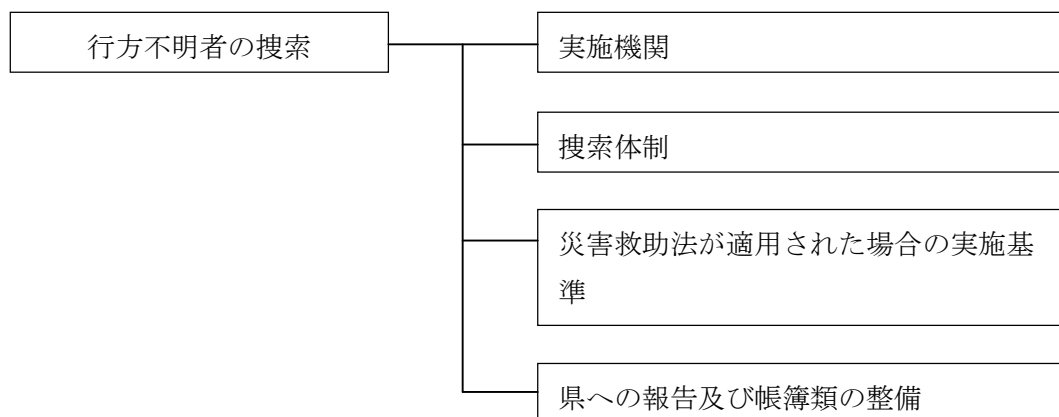 行方不明者の捜索
実施機関
捜索体制
災害救助法が適用された場合の実施基
準
県への報告及び帳簿類の整備